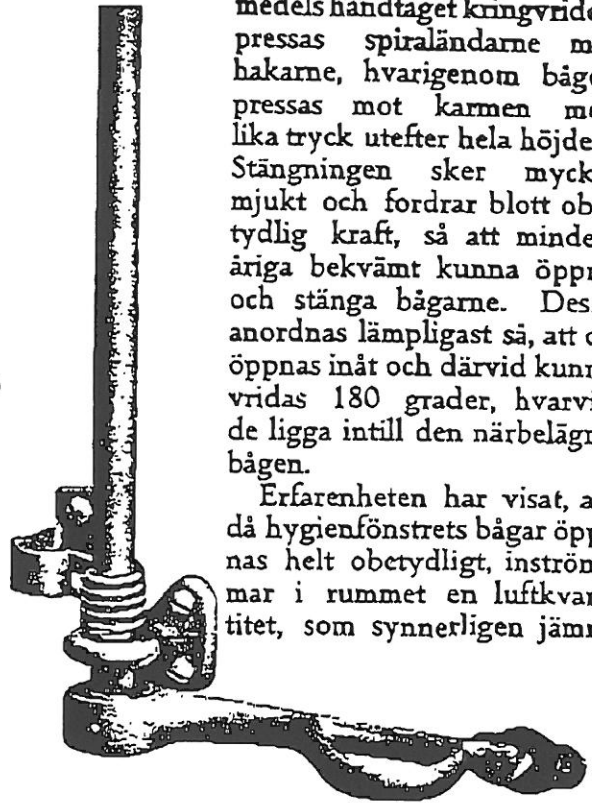 medels handtaget kringvride
pressas spiraländarne m
hakarne, hvarigenom båge
pressas mot karmen me
lika tryck utefter hela höjde
Stängningen sker myck
mjukt och fordrar blott ob
tydlig kraft, så att minde
åriga bekvämt kunna öppn
och stänga bågarne. Des
anordnas lämpligast så, att d
öppnas inåt och därvid kunn
vridas 180 grader, hvarvi
de ligga intill den närbelägn
bågen.
Erfarenheten har visat, a
då hygienfönstrets bågar öpp
nas helt obetydligt, inström
mar i rummet en luftkvan
titet, som synnerligen jämn